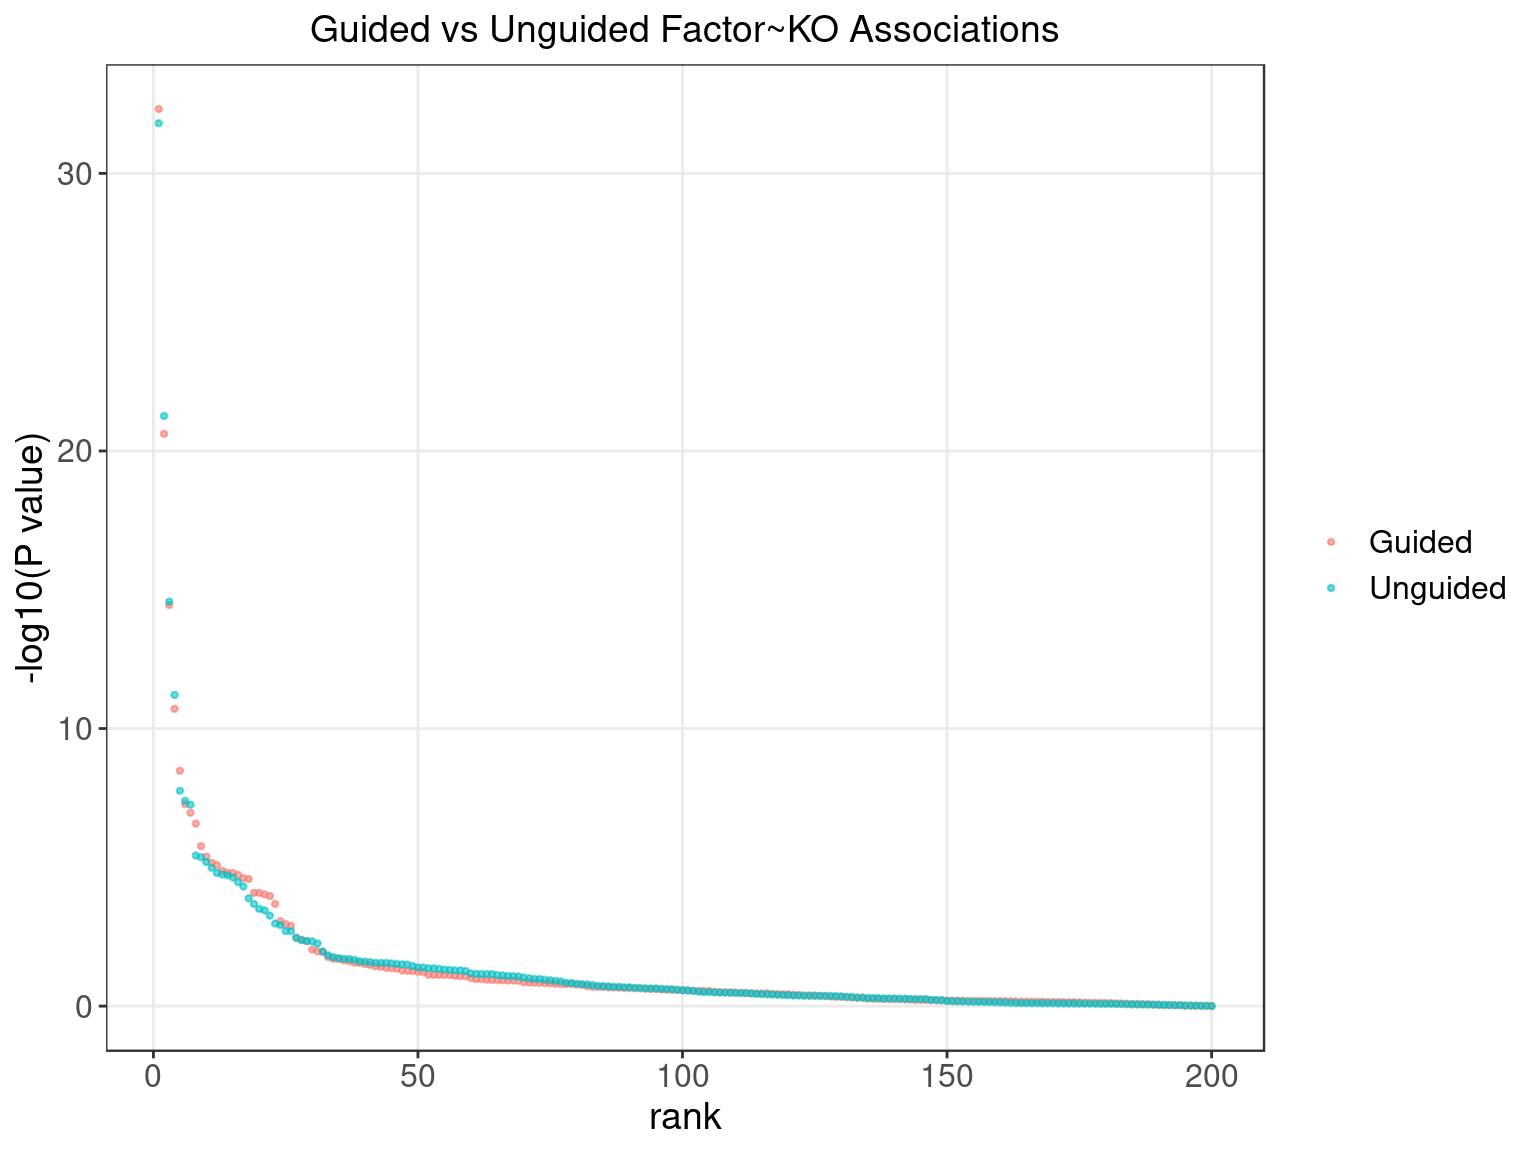 Guided vs Unguided Factor~KO Associations
30
20
10
0
-log10(P value)
0 50 100 150 200
rank
Guided
Unguided